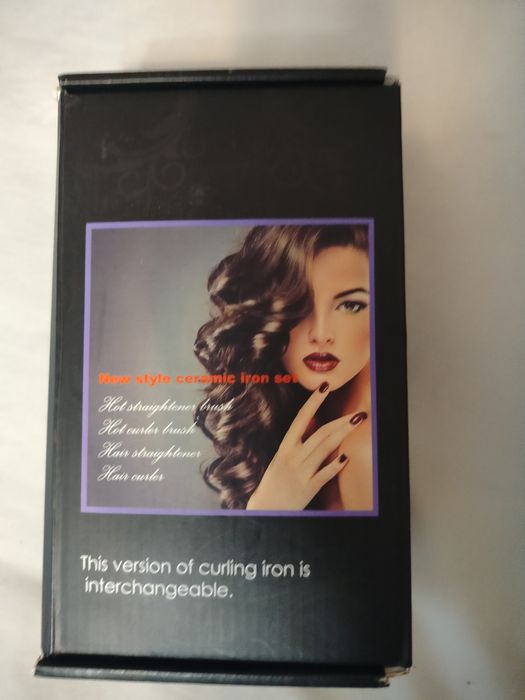 New style ceramic iron set
Hot straightener brush
Hot curler brush
Hair straightener
Hair curler
This version of curling iron is
interchangeable.